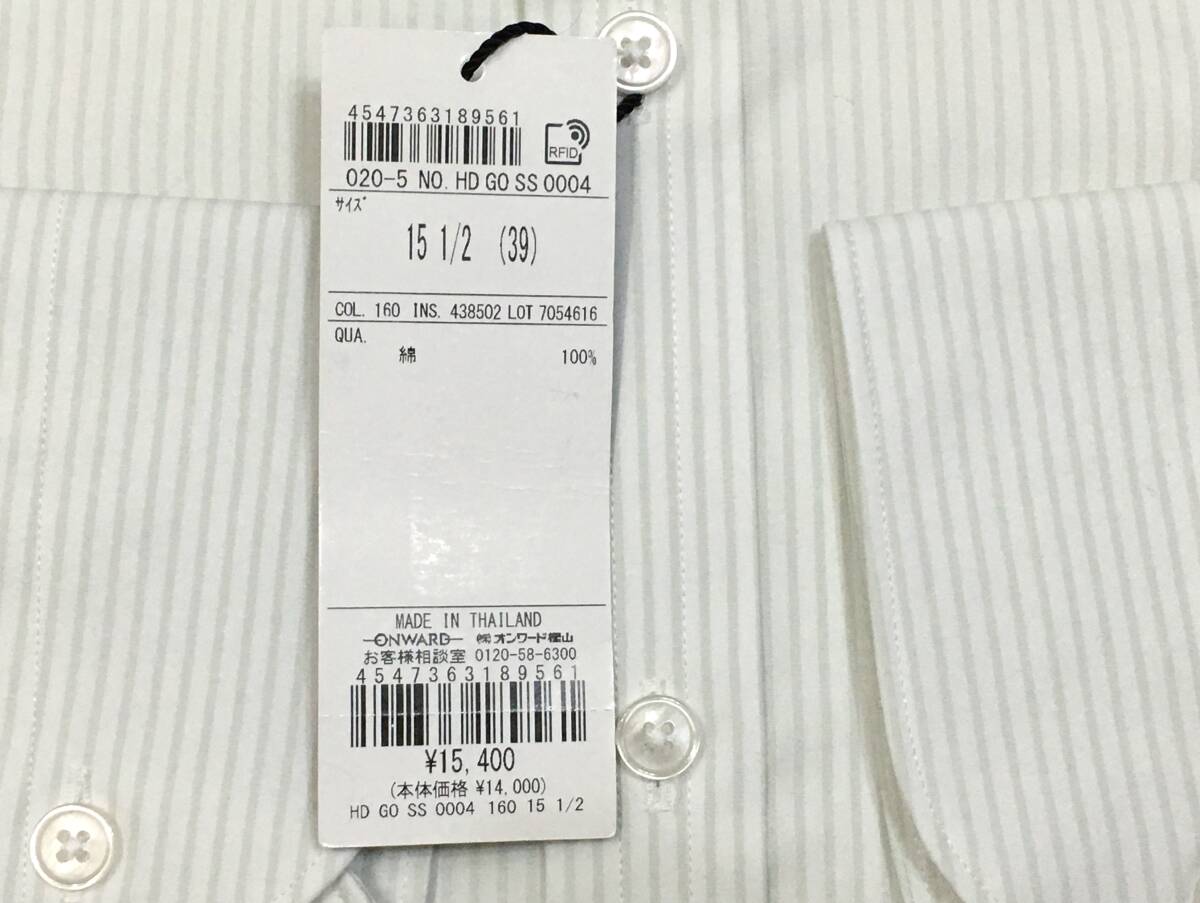 4547363189561
RFID
020-5 NO. HD GO SS 0004
サイズ
15 1/2 (39)
COL. 160 INS. 438502 LOT 7054616
QUA.
綿 100%
MADE IN THAILAND
ONWARD ㈱オンワード樫山
お客様相談室 0120-58-6300
4547363189561
¥15,400
(本体価格 ¥14,000)
HD GO SS 0004 160 15 1/2